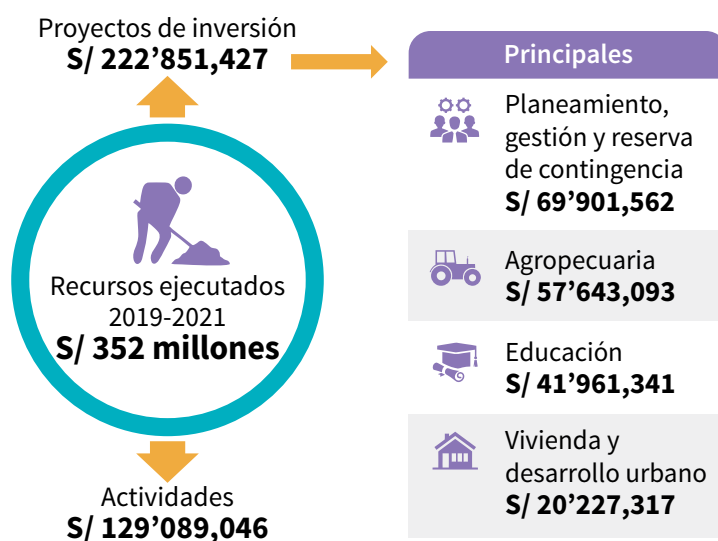 Proyectos de inversión
S/ 222’851,427
Recursos ejecutados
2019-2021
S/ 352 millones
Actividades
S/ 129’089,046
Principales
Planeamiento,
gestión y reserva
de contingencia
S/ 69’901,562
Agropecuaria
S/ 57’643,093
Educación
S/ 41’961,341
Vivienda y
desarrollo urbano
S/ 20’227,317